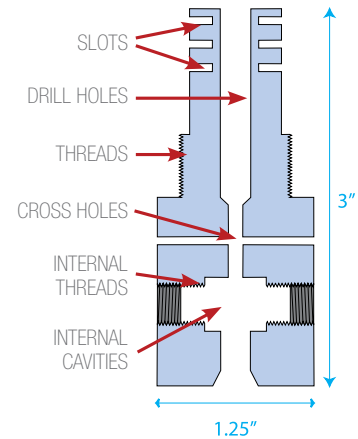 SLOTS
DRILL HOLES
THREADS
CROSS HOLES
INTERNAL
THREADS
INTERNAL
CAVITIES
3”
1.25”